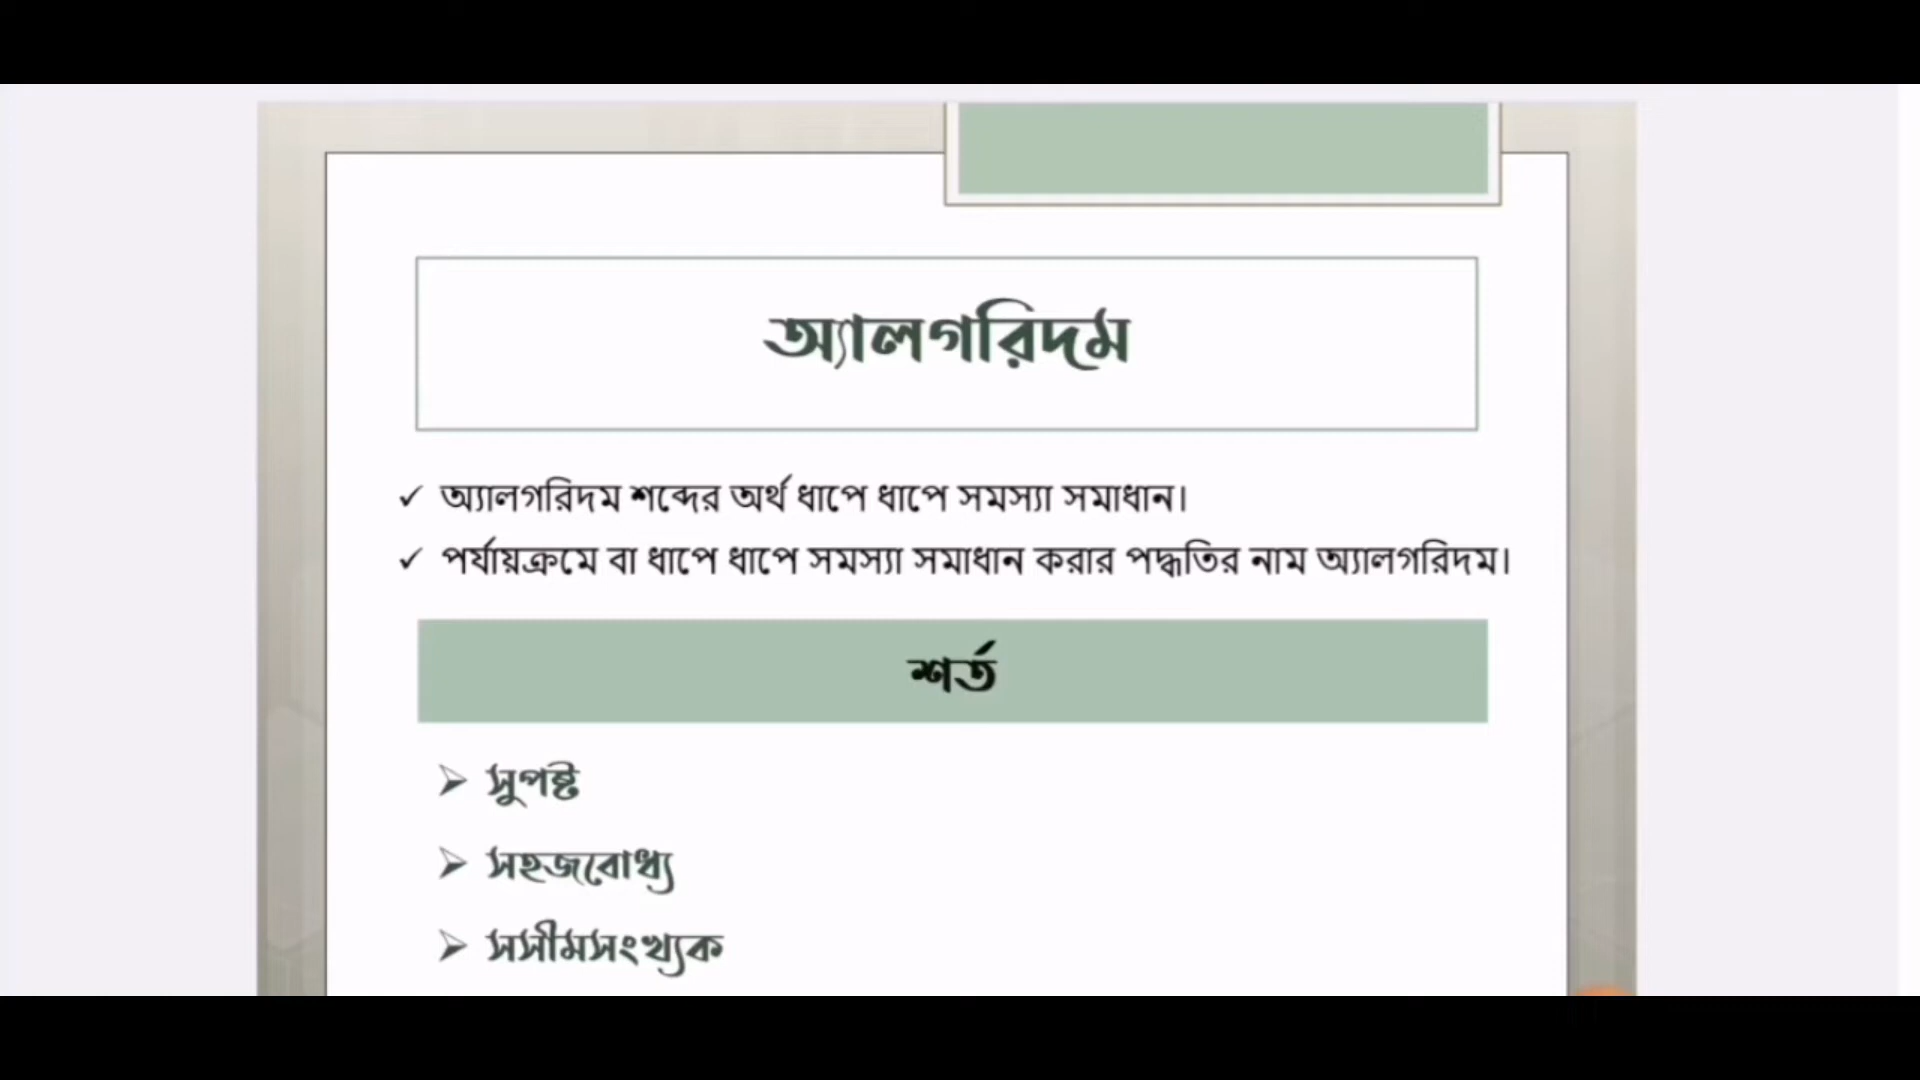 অ্যালগরিদম
✓ অ্যালগরিদম শব্দের অর্থ ধাপে ধাপে সমস্যা সমাধান।
✓ পর্যায়ক্রমে বা ধাপে ধাপে সমস্যা সমাধান করার পদ্ধতির নাম অ্যালগরিদম।
শর্ত
➢ সুপষ্ট
➢ সহজবোধ্য
➢ সসীমসংখ্যক